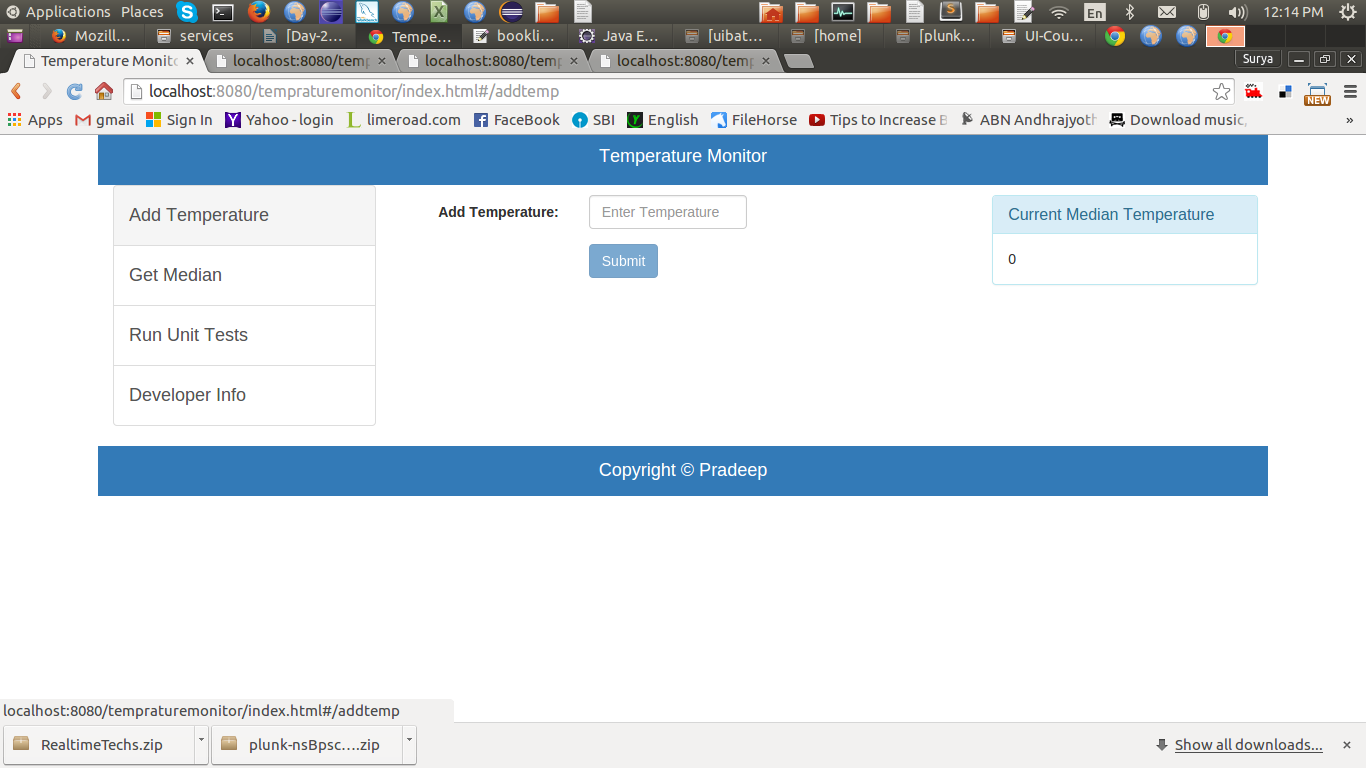 Applications Places En 12:14 PM
Mozill... services [Day-2... Tempe... bookli... Java E... [uibat... [home] [plunk... UI-Cou...
Temperature Monito localhost:8080/temp localhost:8080/temp localhost:8080/temp Surya
localhost:8080/tempraturemonitor/index.html#/addtemp NEW
Apps gmail Sign In Yahoo - login limeroad.com FaceBook SBI English FileHorse Tips to Increase B ABN Andhrajyoth Download music, »
Temperature Monitor
Add Temperature
Get Median
Run Unit Tests
Developer Info
Add Temperature: Enter Temperature
Submit
Current Median Temperature
0
Copyright © Pradeep
localhost:8080/tempraturemonitor/index.html#/addtemp
RealtimeTechs.zip plunk-nsBpsc....zip Show all downloads...